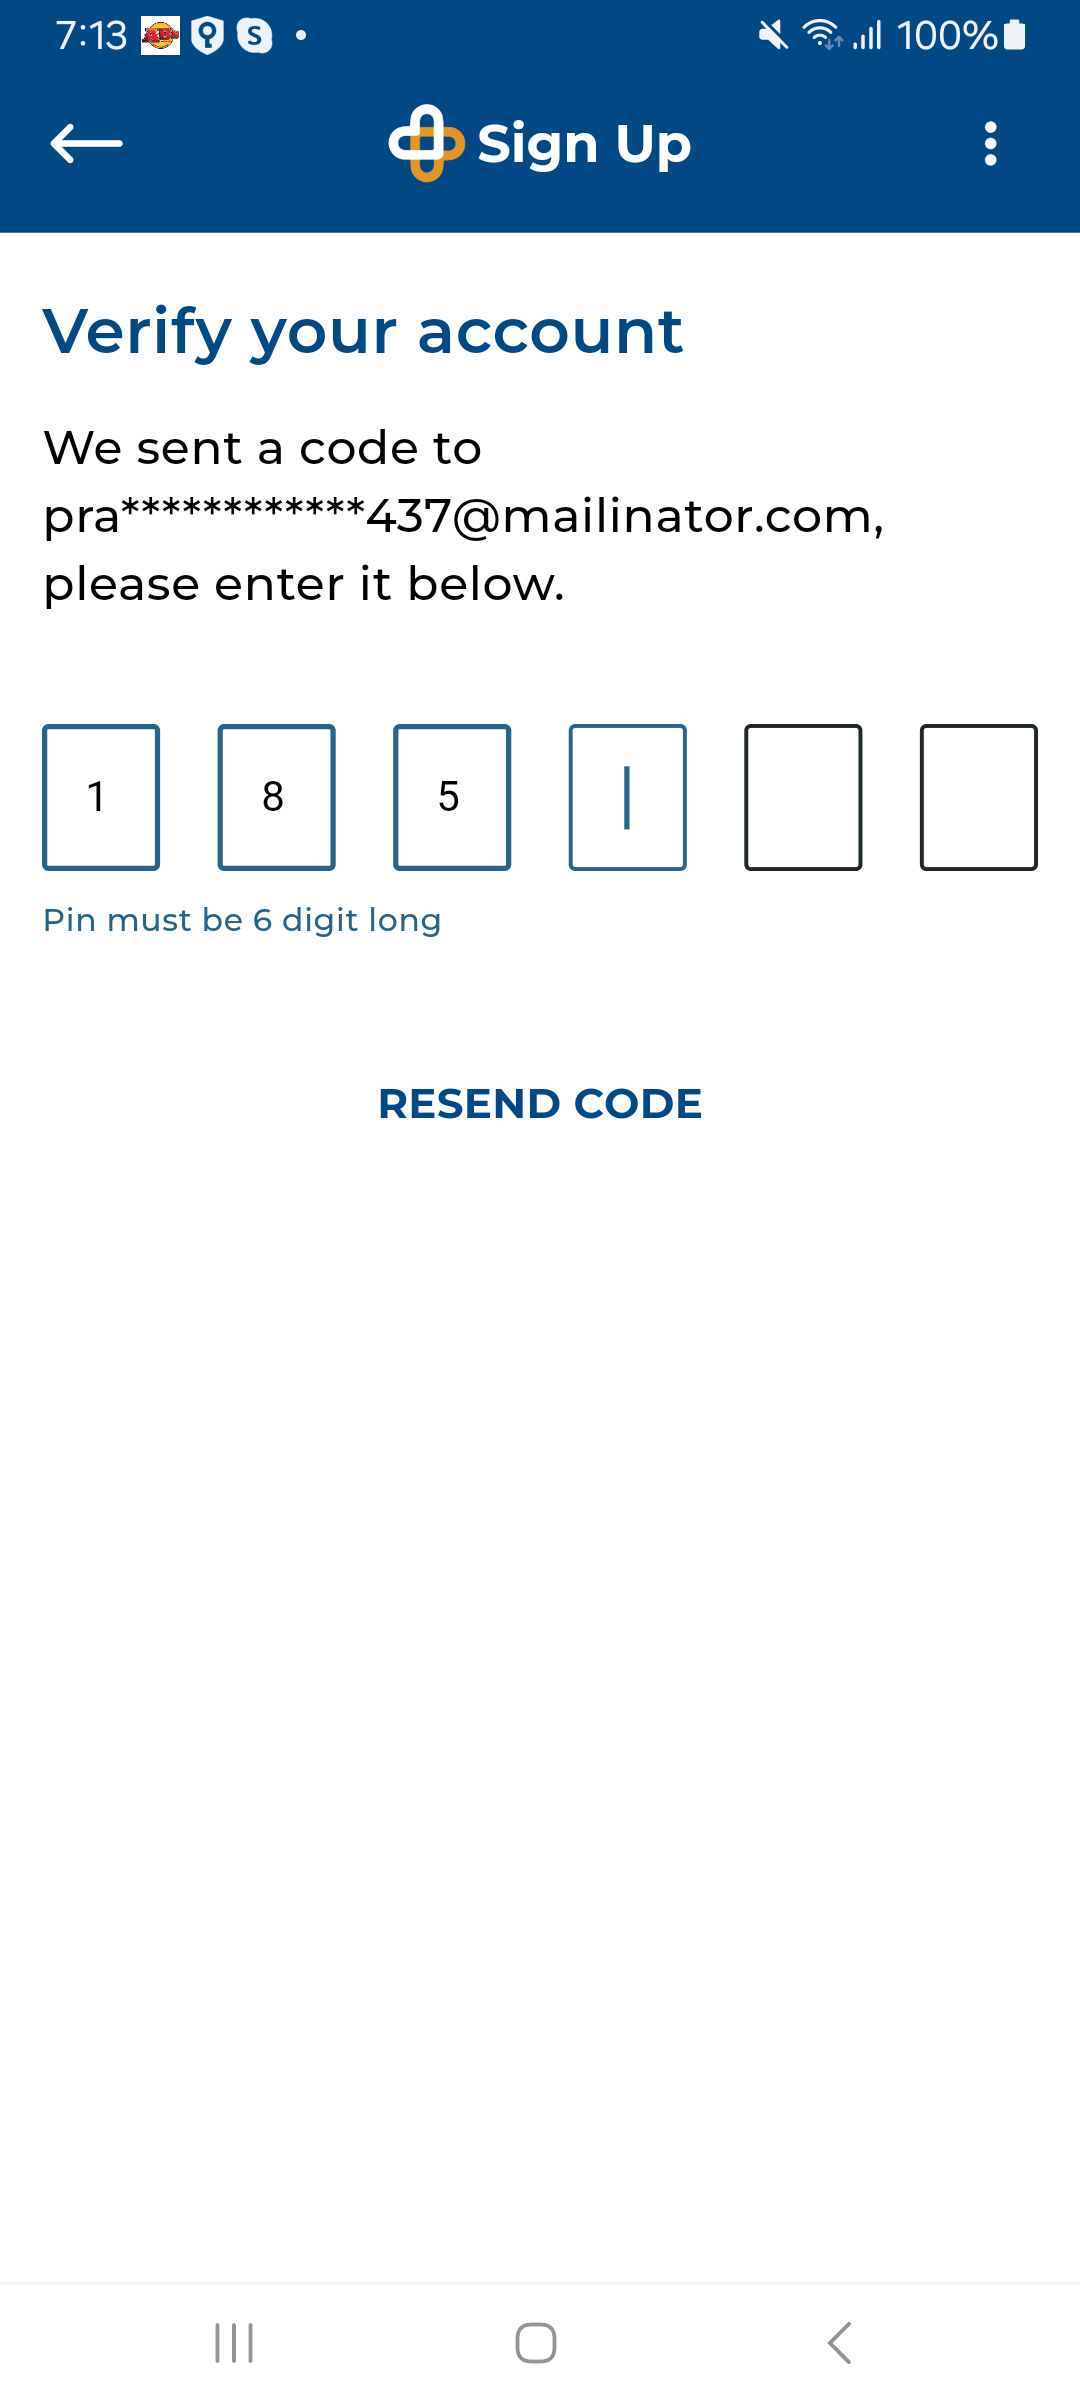 7:13 AB's S 100%
Sign Up
Verify your account
We sent a code to
pra************437@mailinator.com,
please enter it below.
1 8 5
Pin must be 6 digit long
RESEND CODE